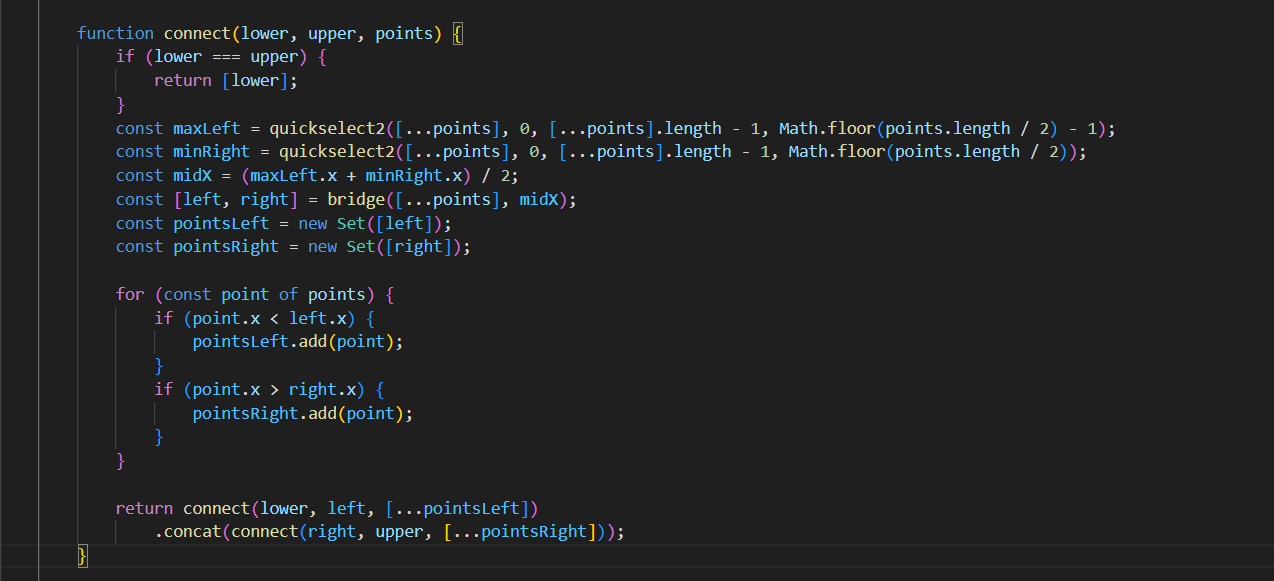 function connect(lower, upper, points) {
if (lower === upper) {
return [lower];
}
const maxLeft = quickselect2([...points], 0, [...points].length - 1, Math.floor(points.length / 2) - 1);
const minRight = quickselect2([...points], 0, [...points].length - 1, Math.floor(points.length / 2));
const midX = (maxLeft.x + minRight.x) / 2;
const [left, right] = bridge([...points], midX);
const pointsLeft = new Set([left]);
const pointsRight = new Set([right]);
for (const point of points) {
if (point.x < left.x) {
pointsLeft.add(point);
}
if (point.x > right.x) {
pointsRight.add(point);
}
}
return connect(lower, left, [...pointsLeft])
.concat(connect(right, upper, [...pointsRight]));
}